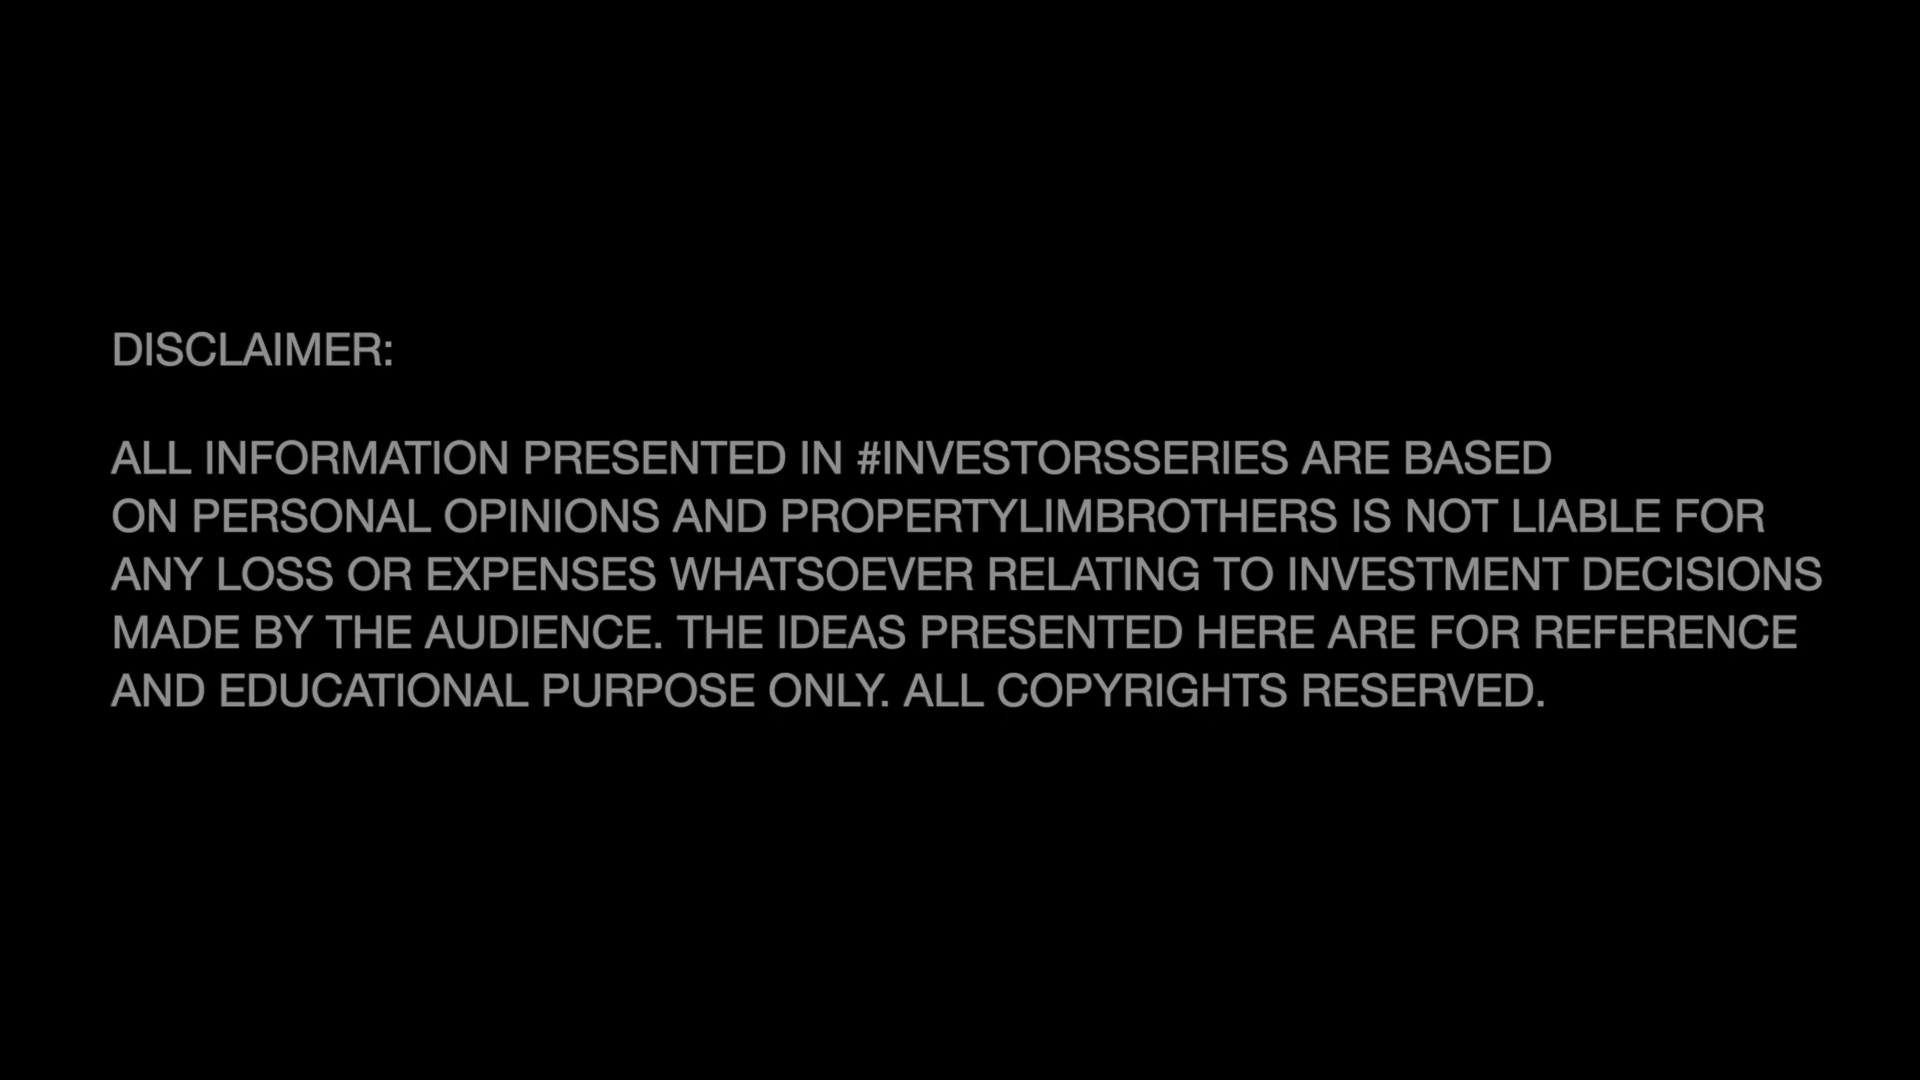 DISCLAIMER:
ALL INFORMATION PRESENTED IN #INVESTORSSERIES ARE BASED
ON PERSONAL OPINIONS AND PROPERTYLIMBROTHERS IS NOT LIABLE FOR
ANY LOSS OR EXPENSES WHATSOEVER RELATING TO INVESTMENT DECISIONS
MADE BY THE AUDIENCE. THE IDEAS PRESENTED HERE ARE FOR REFERENCE
AND EDUCATIONAL PURPOSE ONLY. ALL COPYRIGHTS RESERVED.